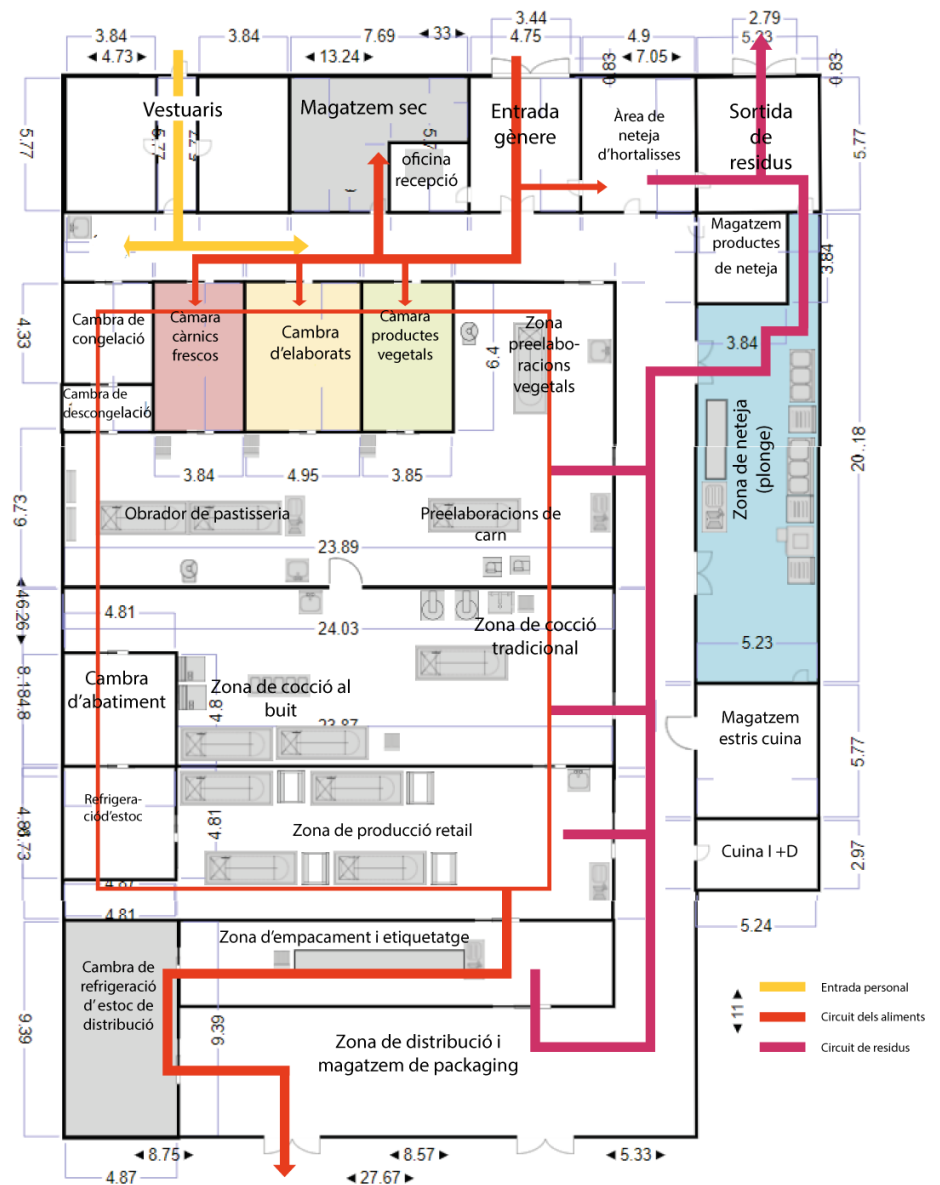 3.84
3.84
7.69
33
3.44
4.75
4.9
2.79
5.23
4.73
13.24
7.05
0.83
0.83
Vestuaris
Magatzem sec
Entrada
gènere
Àrea de
neteja
d'hortalisses
Sortida
de
residus
5.77
5.77
oficina
recepció
Magatzem
productes
de neteja
3.84
Cambra de
congelació
Càmara
càrnics
frescos
Cambra
d'elaborats
Càmara
productes
vegetals
Zona
preelabo-
racions
vegetals
4.33
6.4
3.84
Cambra de
descongelació
3.84
4.95
3.85
Zona de neteja
(plonge)
20.18
6.73
Obrador de pastisseria
Preelaboracions de
carn
23.89
46.26
4.81
24.03
Zona de cocció
tradicional
5.23
Cambra
d'abatiment
Zona de cocció al
buit
4.8
23.87
8.18
4.8
Magatzem
estris cuina
5.77
Refrigera-
ciód'estoc
4.81
Zona de producció retail
Cuina I +D
2.97
4.81
5.24
Zona d'empacament i etiquetatge
Cambra de
refrigeració
d'estoc de
distribució
9.39
9.39
Zona de distribució i
magatzem de packaging
11
Entrada personal
Circuit dels aliments
Circuit de residus
8.75
8.57
5.33
4.87
27.67